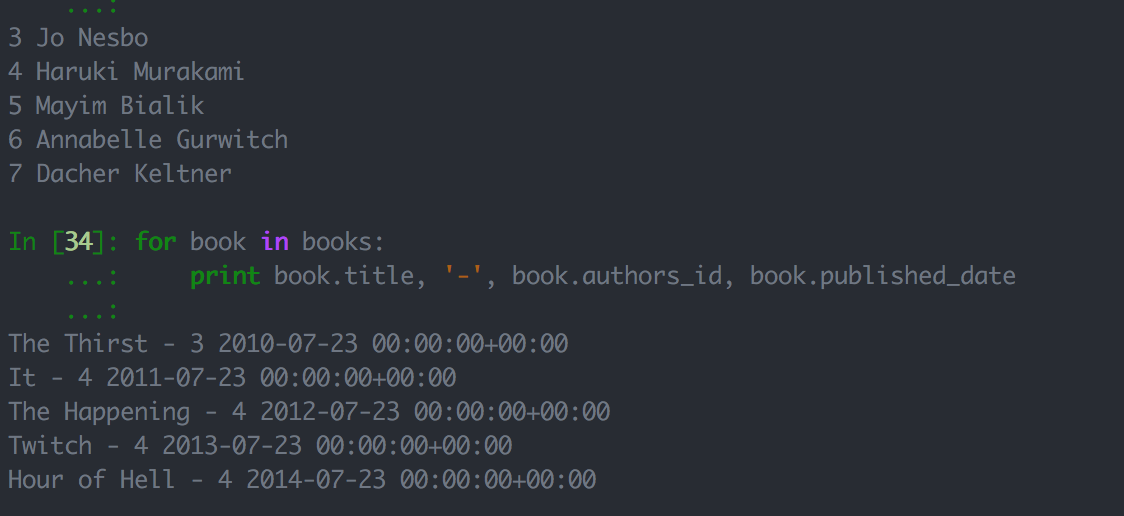 ...:
3 Jo Nesbo
4 Haruki Murakami
5 Mayim Bialik
6 Annabelle Gurwitch
7 Dacher Keltner
In [34]: for book in books:
...: print book.title, '-', book.authors_id, book.published_date
...:
The Thirst - 3 2010-07-23 00:00:00+00:00
It - 4 2011-07-23 00:00:00+00:00
The Happening - 4 2012-07-23 00:00:00+00:00
Twitch - 4 2013-07-23 00:00:00+00:00
Hour of Hell - 4 2014-07-23 00:00:00+00:00